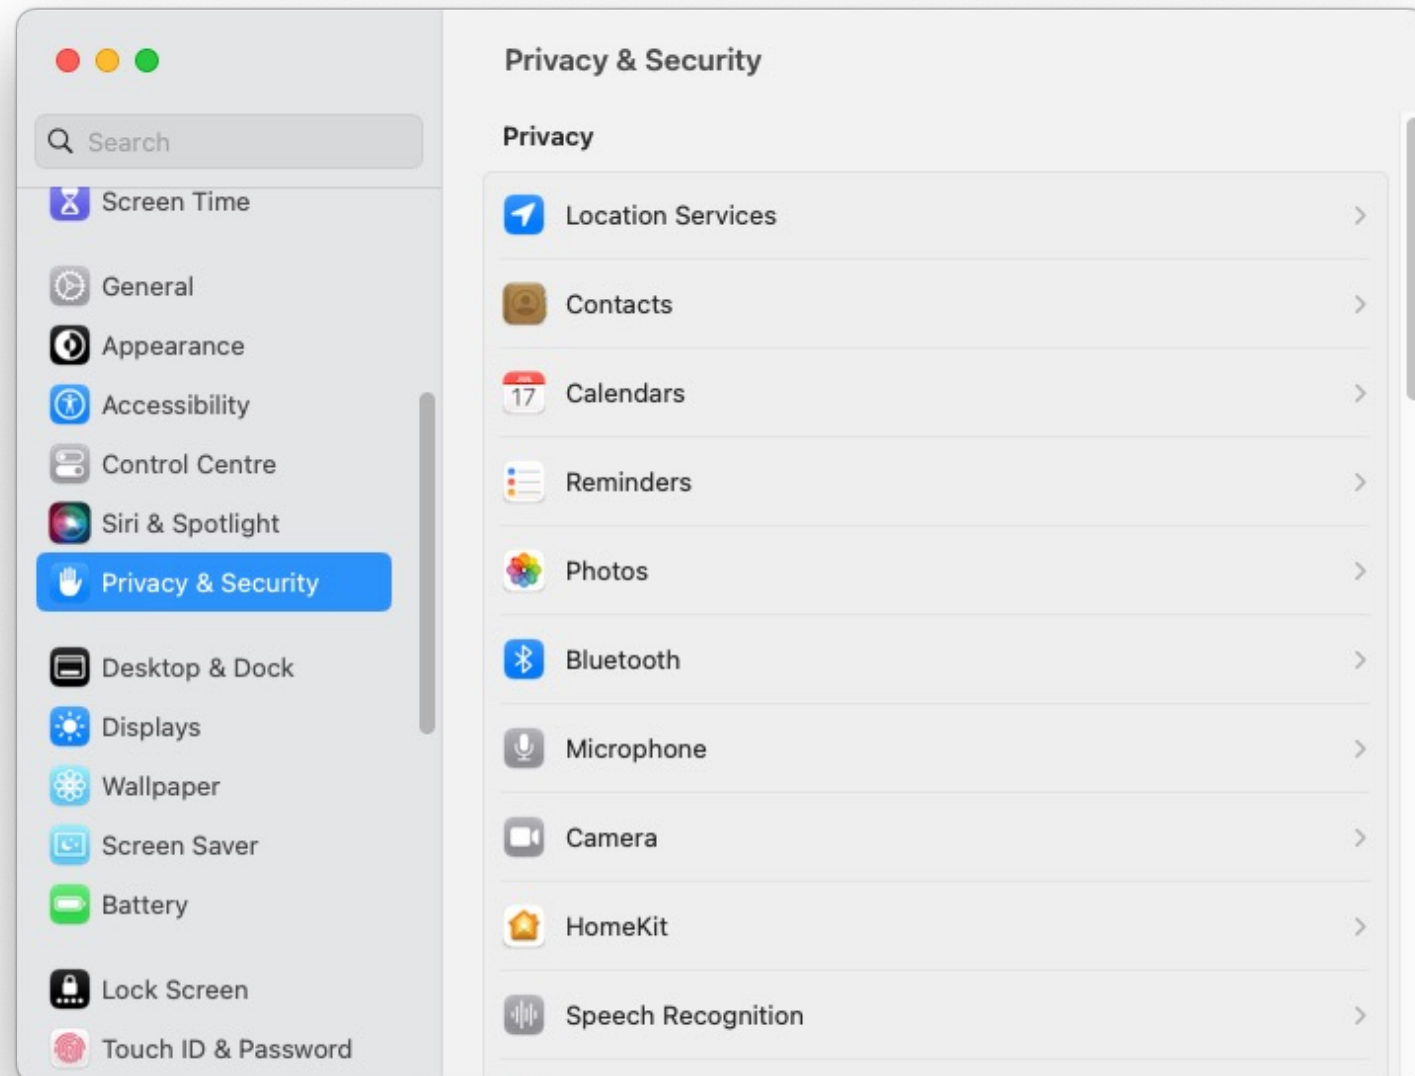 Privacy & Security
Search
Screen Time
General
Appearance
Accessibility
Control Centre
Siri & Spotlight
Privacy & Security
Desktop & Dock
Displays
Wallpaper
Screen Saver
Battery
Lock Screen
Touch ID & Password
Privacy
Location Services
Contacts
17
Calendars
Reminders
Photos
Bluetooth
Microphone
Camera
HomeKit
Speech Recognition